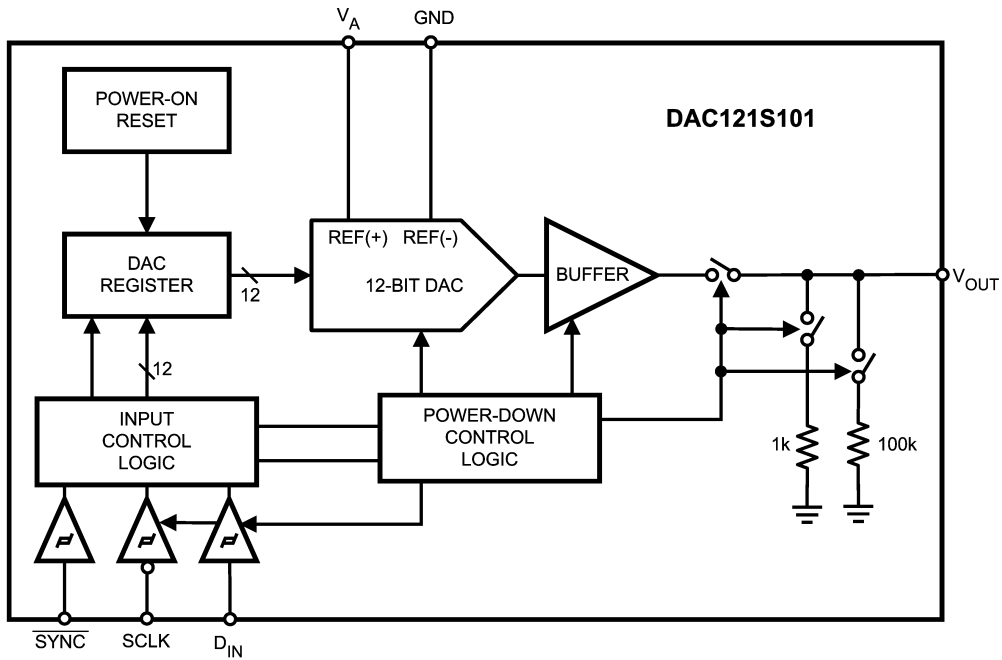 VA
GND
POWER-ON
RESET
DAC121S101
DAC
REGISTER
12
REF(+)
REF(-)
12-BIT DAC
BUFFER
VOUT
12
INPUT
CONTROL
LOGIC
POWER-DOWN
CONTROL
LOGIC
1k
100k
SYNC
SCLK
DIN